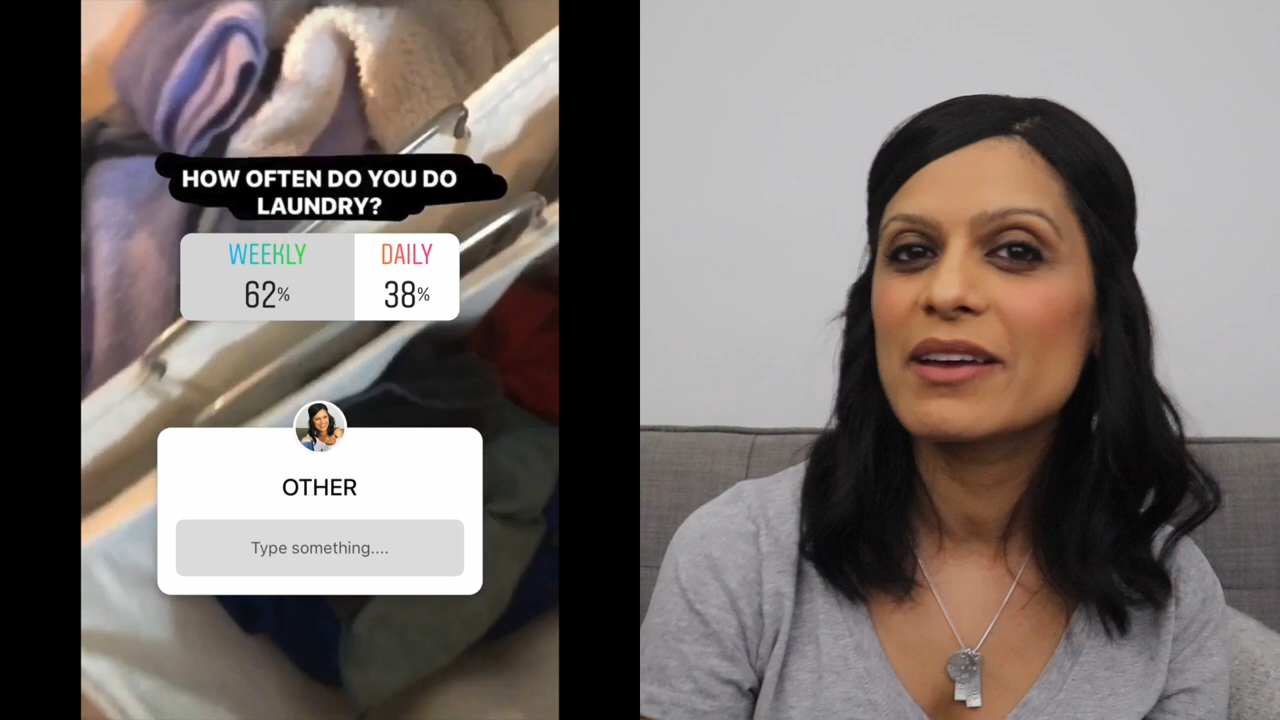 HOW OFTEN DO YOU DO
LAUNDRY?
WEEKLY DAILY
62% 38%
OTHER
Type something....